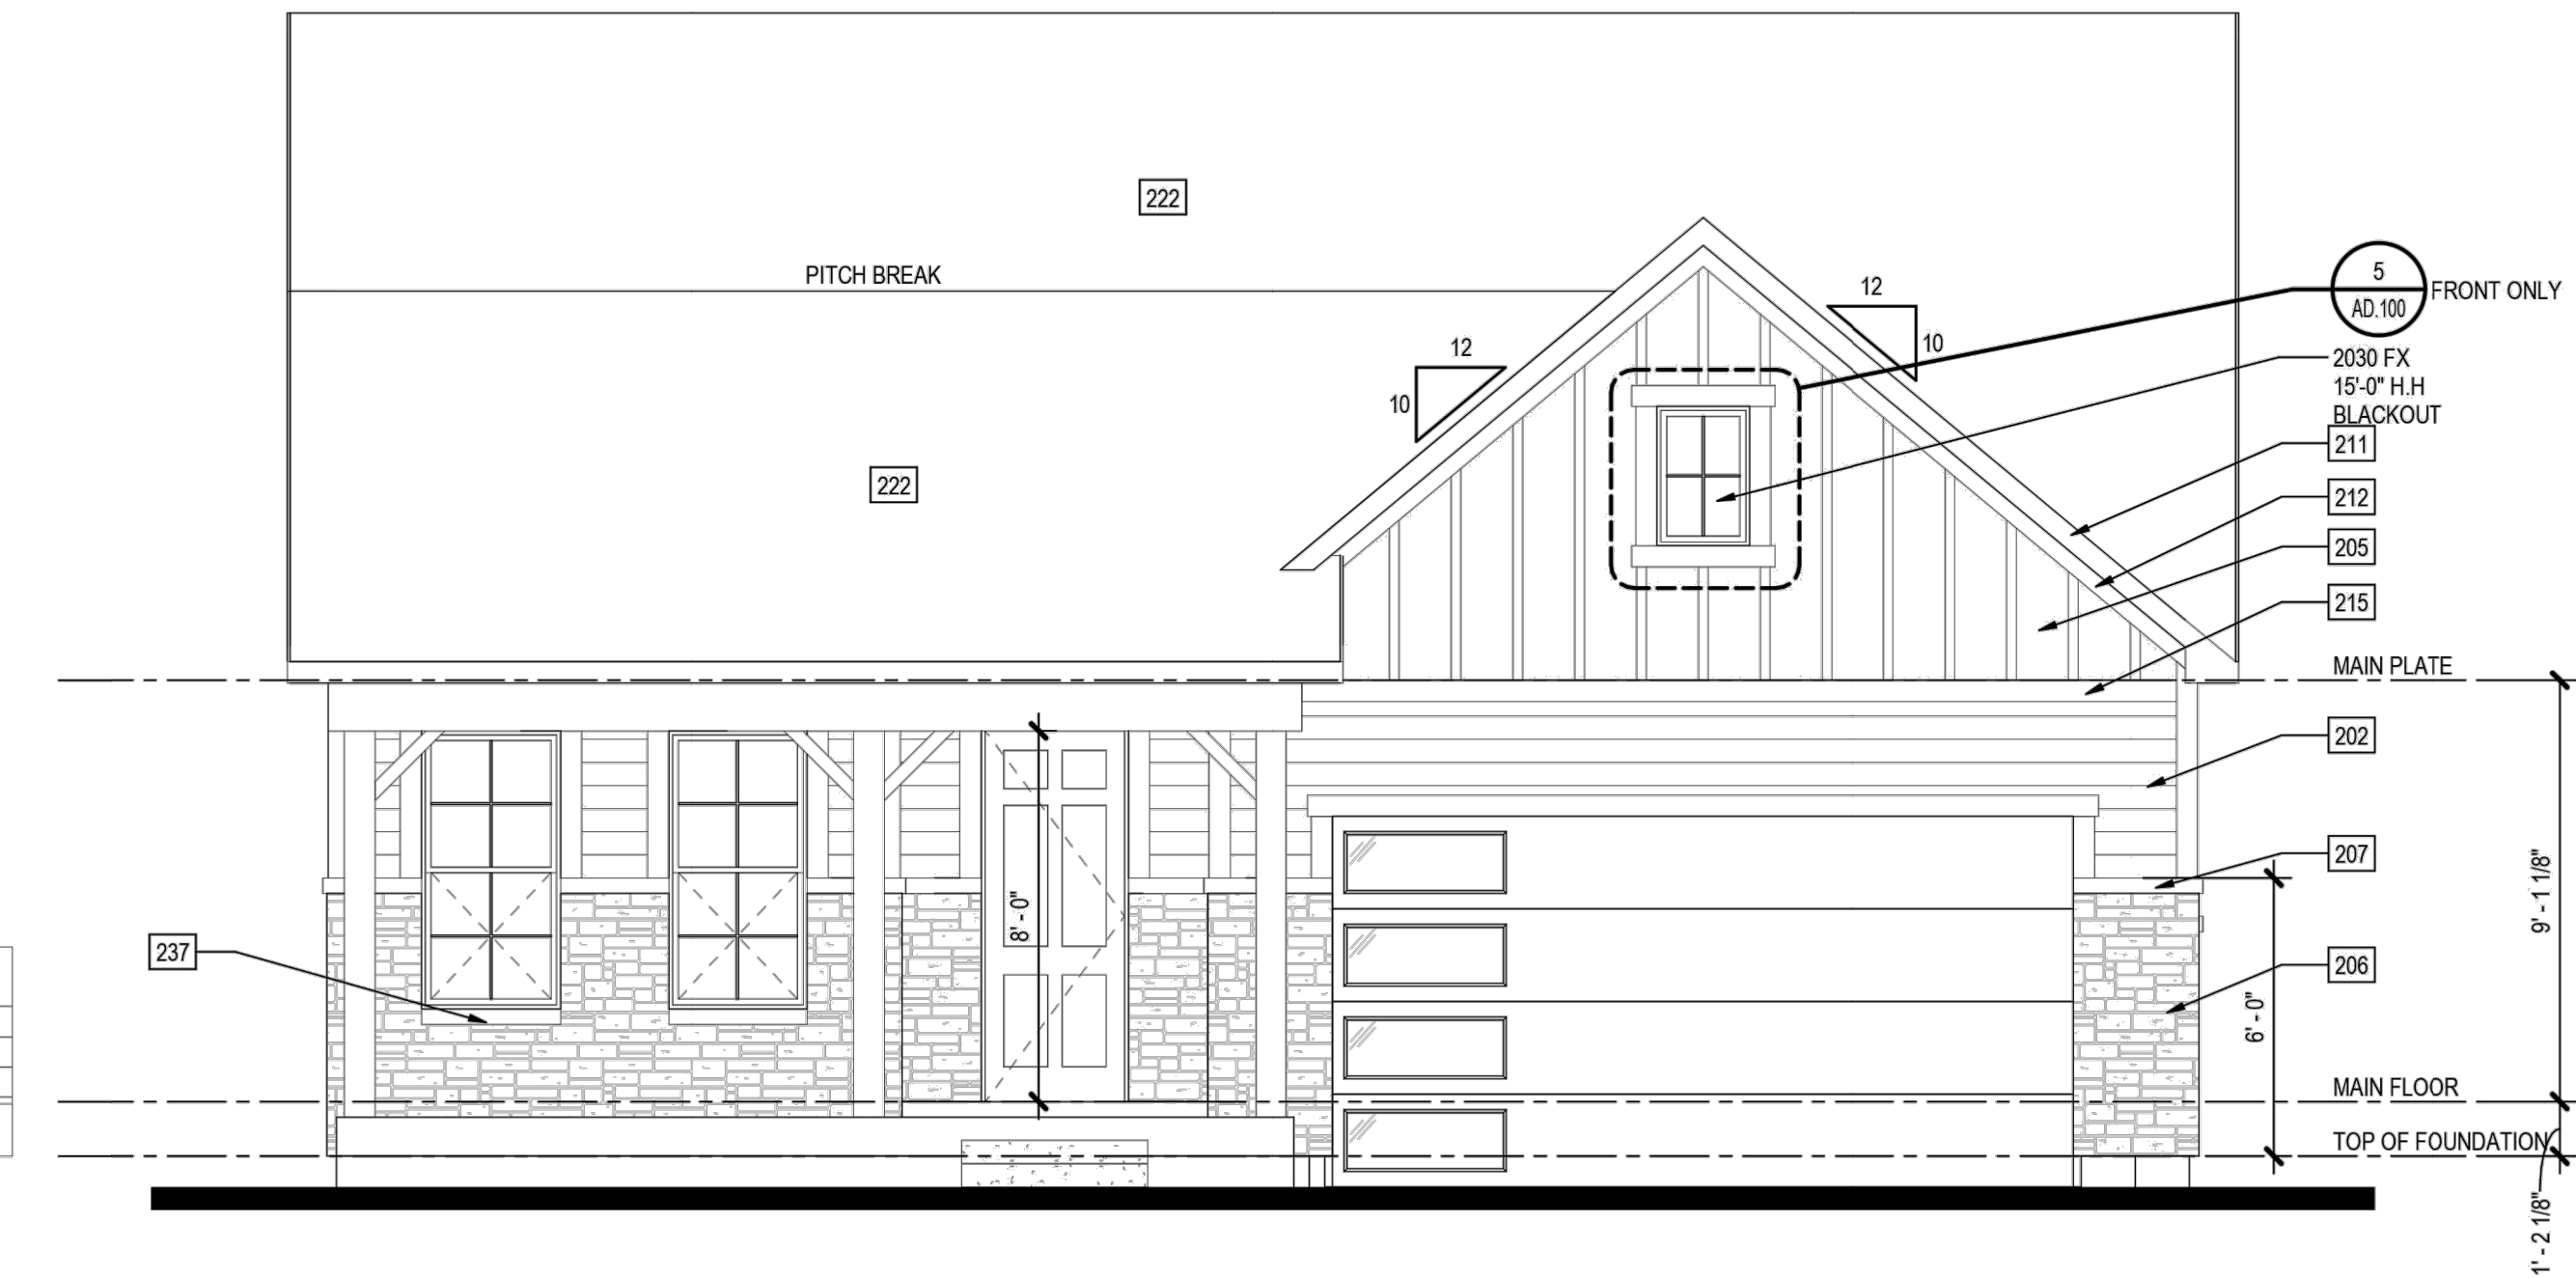 222
PITCH BREAK
12
10
12
10
5
AD.100
FRONT ONLY
2030 FX
15'-0" H.H
BLACKOUT
211
222
212
205
215
MAIN PLATE
202
207
8' - 0"
9' - 1 1/8"
237
206
6' - 0"
MAIN FLOOR
TOP OF FOUNDATION
1' - 2 1/8"